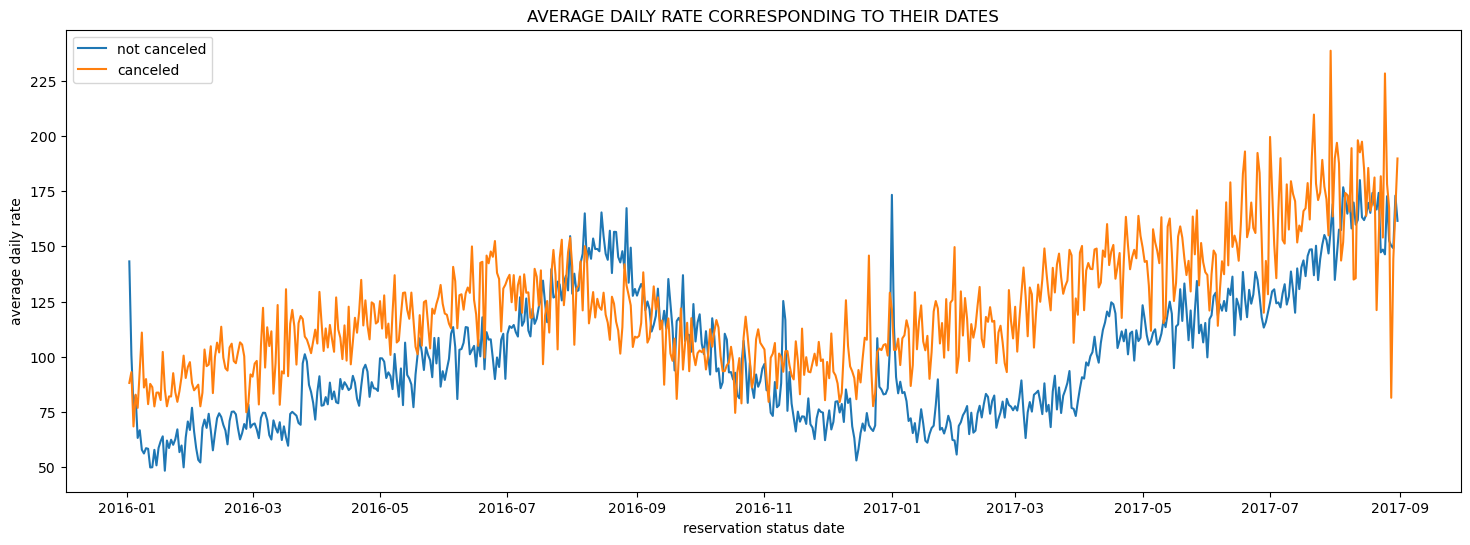 AVERAGE DAILY RATE CORRESPONDING TO THEIR DATES
not canceled
canceled
225
200
175
150
125
100
75
50
average daily rate
2016-01 2016-03 2016-05 2016-07 2016-09 2016-11 2017-01 2017-03 2017-05 2017-07 2017-09
reservation status date